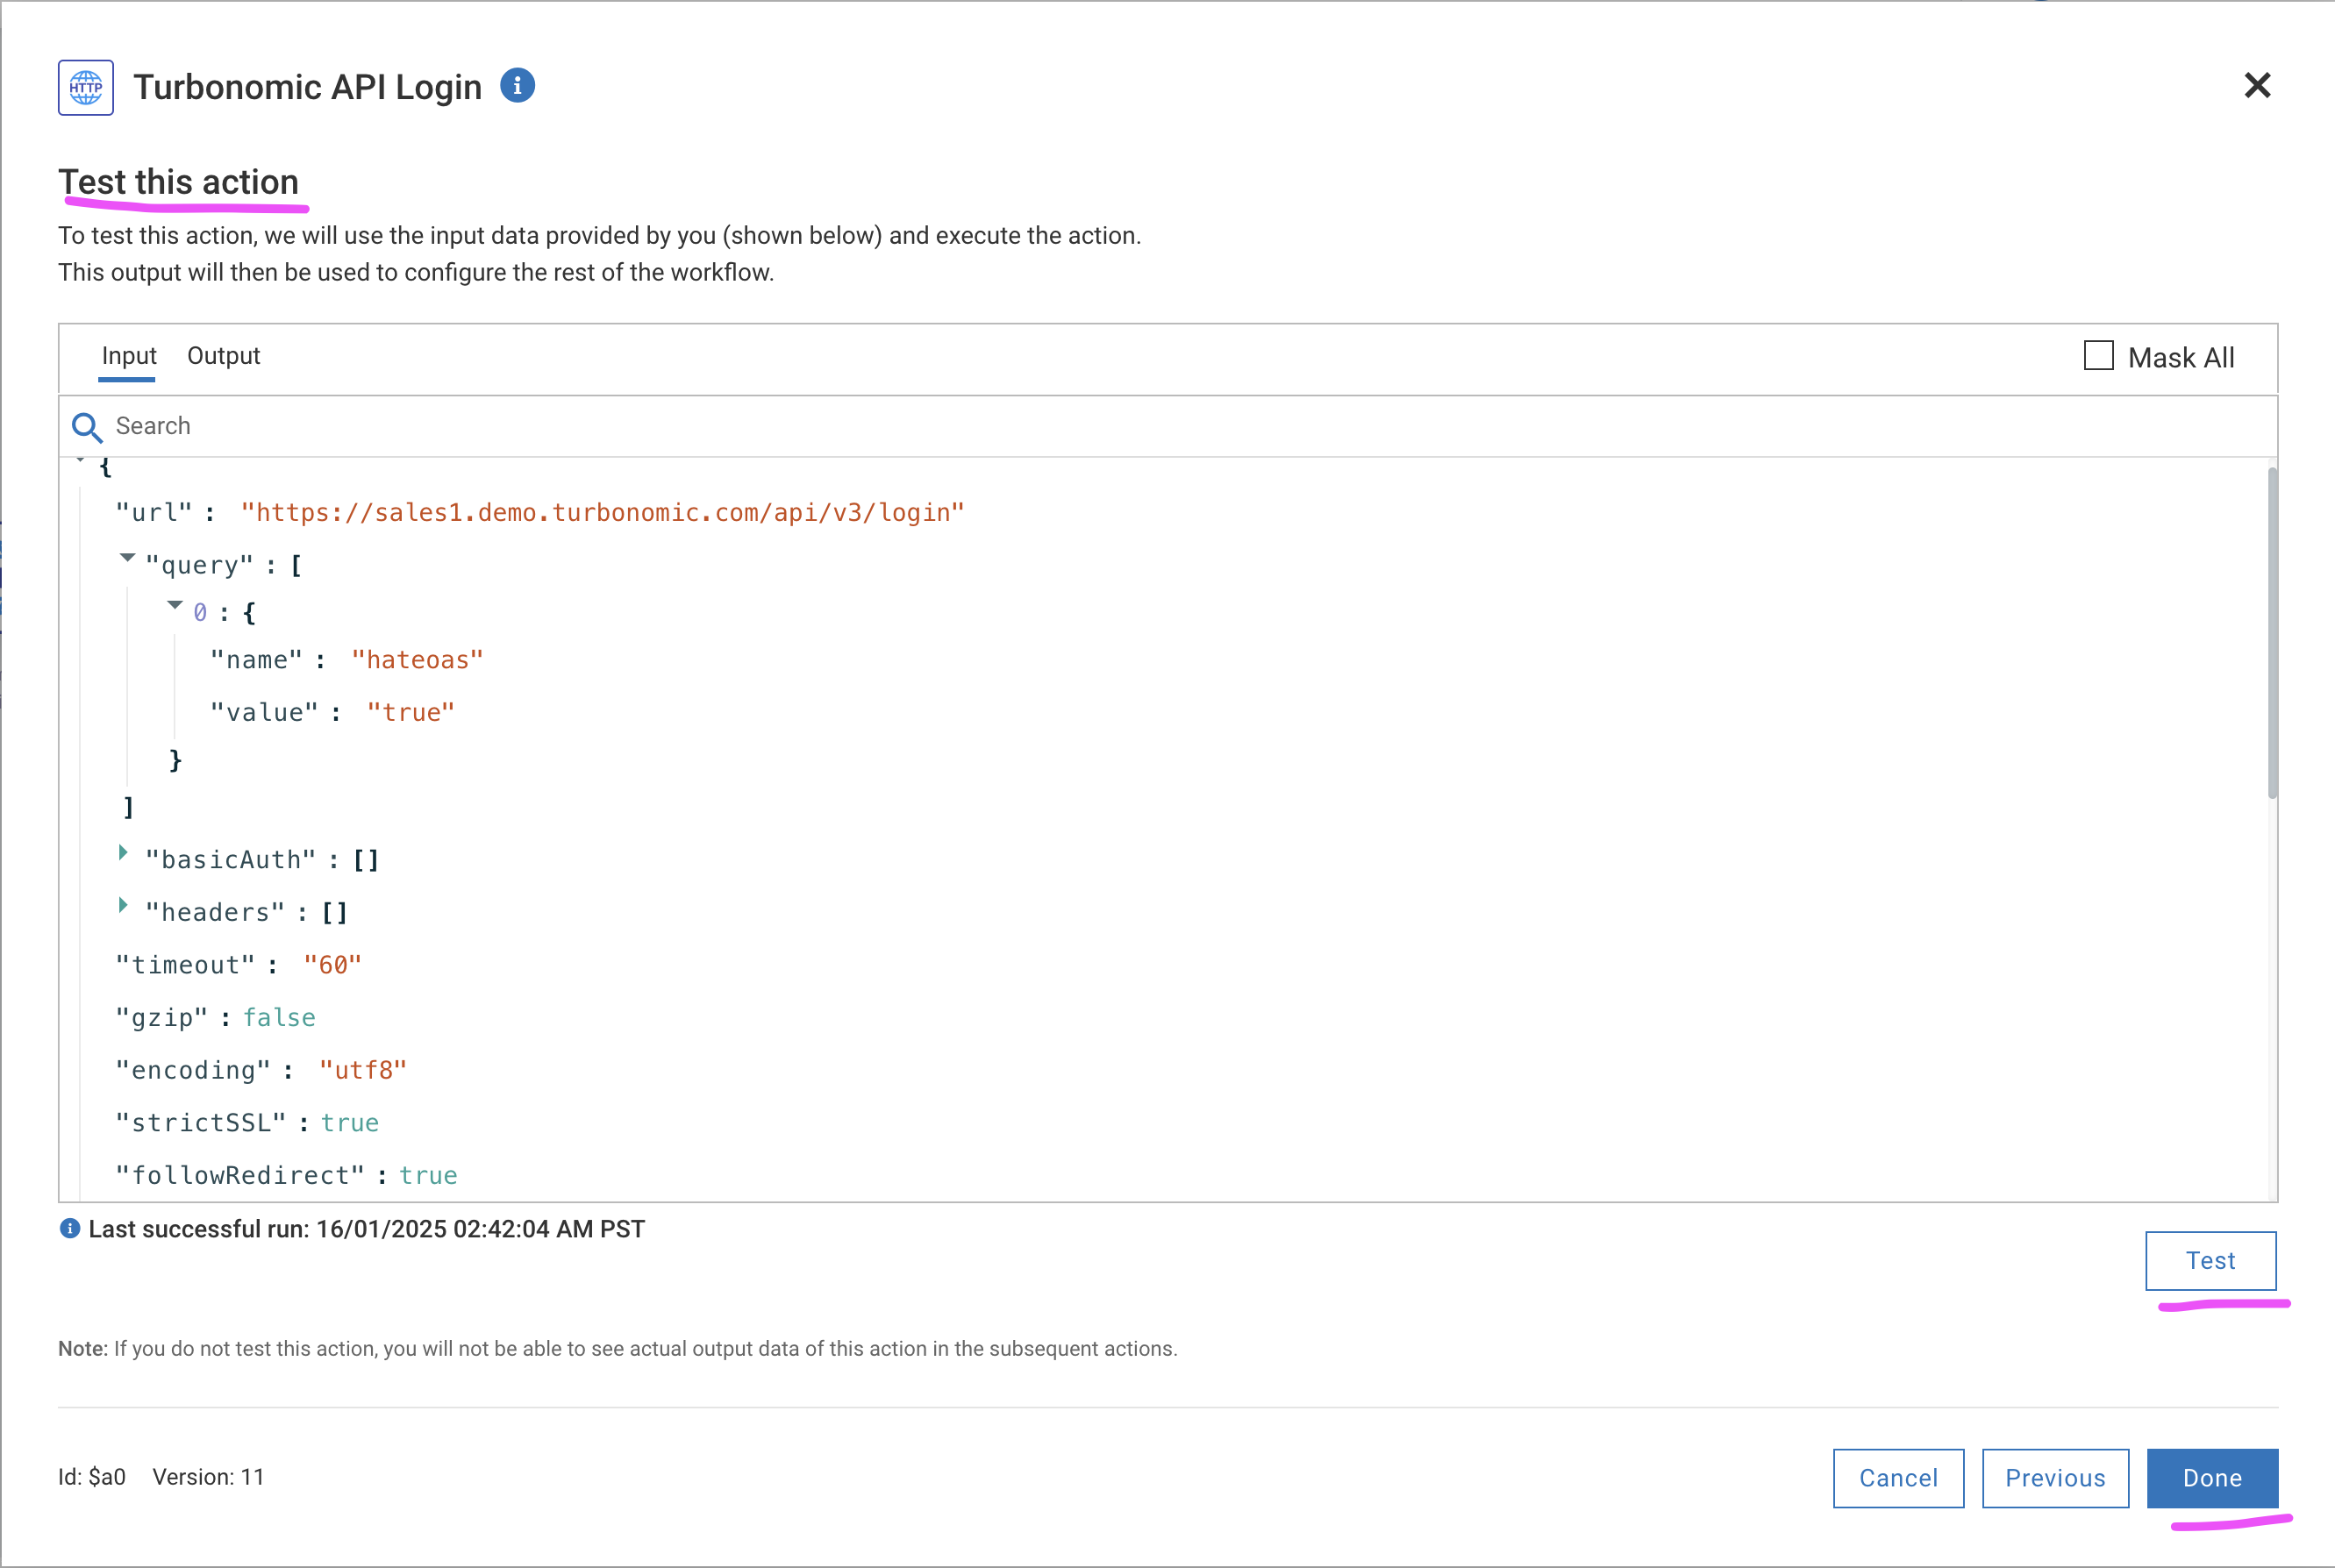 HTTP
Turbonomic API Login
Test this action
To test this action, we will use the input data provided by you (shown below) and execute the action.
This output will then be used to configure the rest of the workflow.
Input Output Mask All
Search
{
"url" : "https://sales1.demo.turbonomic.com/api/v3/login"
"query" : [
0 : {
"name" : "hateoas"
"value" : "true"
}
]
"basicAuth" : []
"headers" : []
"timeout" : "60"
"gzip" : false
"encoding" : "utf8"
"strictSSL" : true
"followRedirect" : true
Last successful run: 16/01/2025 02:42:04 AM PST
Test
Note: If you do not test this action, you will not be able to see actual output data of this action in the subsequent actions.
Id: $a0 Version: 11
Cancel Previous Done